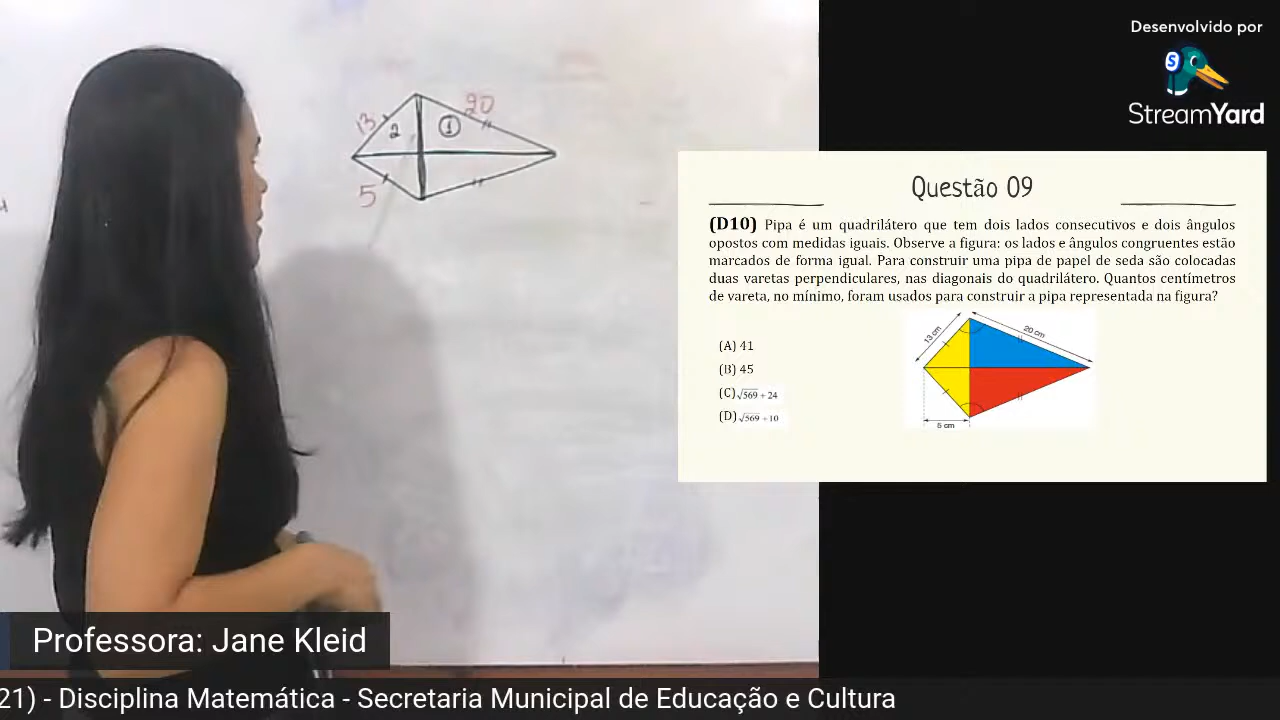 Desenvolvido por
S
StreamYard
13
20
2
1
5
Questão 09
(D10) Pipa é um quadrilátero que tem dois lados consecutivos e dois ângulos
opostos com medidas iguais. Observe a figura: os lados e ângulos congruentes estão
marcados de forma igual. Para construir uma pipa de papel de seda são colocadas
duas varetas perpendiculares, nas diagonais do quadrilátero. Quantos centímetros
de vareta, no mínimo, foram usados para construir a pipa representada na figura?
(A) 41
(B) 45
(C) √569 + 24
(D) √569 + 10
13 cm
20 cm
5 cm
Professora: Jane Kleid
21) - Disciplina Matemática - Secretaria Municipal de Educação e Cultura